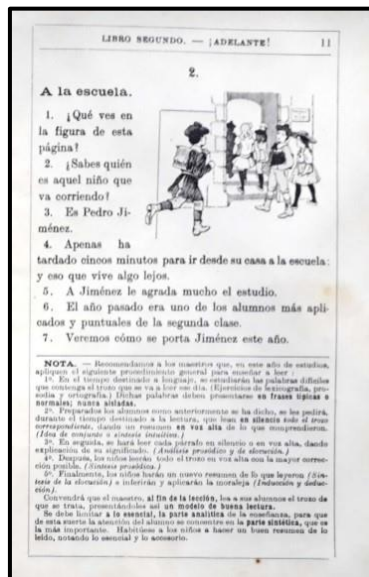 LIBRO SEGUNDO. — ¡ADELANTE! 11
2.
A la escuela.
1. ¿Qué ves en
la figura de esta
página?
2. ¿Sabes quién
es aquel niño que
va corriendo?
3. Es Pedro Ji-
ménez.
4. Apenas ha
tardado cincos minutos para ir desde su casa a la escuela:
y eso que vive algo lejos.
5. A Jiménez le agrada mucho el estudio.
6. El año pasado era uno de los alumnos más apli-
cados y puntuales de la segunda clase.
7. Veremos cómo se porta Jiménez este año.
NOTA. — Recomendamos a los maestros que, en este año de estudios,
apliquen el siguiente procedimiento general para enseñar a leer:
1º. En el tiempo destinado a lenguaje, se estudiarán las palabras difíciles
que contenga el trozo que se va a leer ese día. (Ejercicios de lexicografía, pro-
sodia y ortografía.) Dichas palabras deben presentarse en frases típicas o
normales; nunca aisladas.
2º. Preparados los alumnos como anteriormente se ha dicho, se les pedirá,
durante el tiempo destinado a la lectura, que lean en silencio todo el trozo
correspondiente, dando un resumen en voz alta de lo que comprendieron.
(Idea de conjunto o síntesis intuitiva.)
3º. En seguida, se hará leer cada párrafo en silencio o en voz alta, dando
explicación de su significado. (Análisis prosódico y de elocución.)
4º. Después, los niños leerán todo el trozo en voz alta con la mayor correc-
ción posible. (Síntesis prosódica.)
5º. Finalmente, los niños harán un nuevo resumen de lo que leyeron (Sín-
tesis de la elocución) e inferirán y aplicarán la moraleja (Inducción y deduc-
ción).
Convendrá que el maestro, al fin de la lección, lea a sus alumnos el trozo de
que se trata, presentándoles así un modelo de buena lectura.
Se debe limitar a lo esencial, la parte analítica de la enseñanza, para que
de esta suerte la atención del alumno se concentre en la parte sintética, que es
la más importante. Habitúese a los niños a hacer un buen resumen de lo
leído, notando lo esencial y lo accesorio.